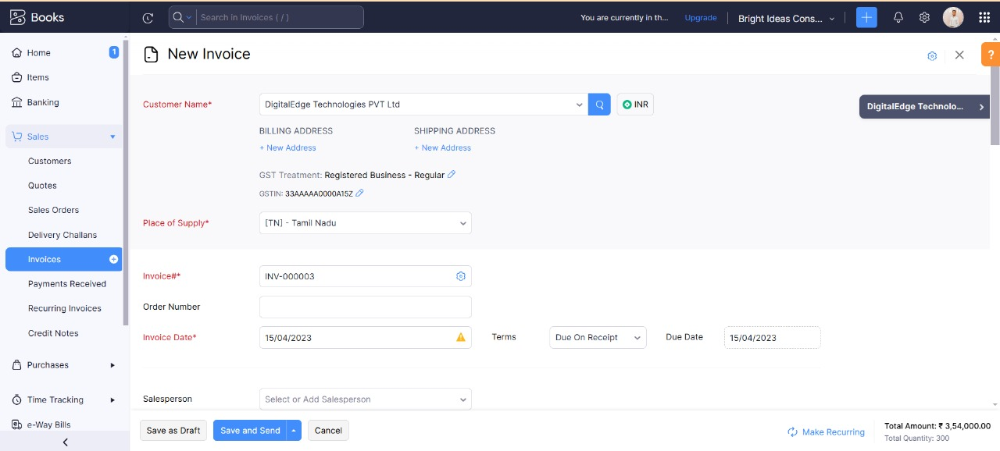 Books
Search in Invoices ( / )
You are currently in th...
Upgrade
Bright Ideas Cons...
Home
1
Items
Banking
Sales
Customers
Quotes
Sales Orders
Delivery Challans
Invoices
Payments Received
Recurring Invoices
Credit Notes
Purchases
Time Tracking
e-Way Bills
New Invoice
?
Customer Name*
DigitalEdge Technologies PVT Ltd
INR
DigitalEdge Technolo...
BILLING ADDRESS
SHIPPING ADDRESS
+ New Address
+ New Address
GST Treatment: Registered Business - Regular
GSTIN: 33AAAAA0000A15Z
Place of Supply*
[TN] - Tamil Nadu
Invoice#*
INV-000003
Order Number
Invoice Date*
15/04/2023
Terms
Due On Receipt
Due Date
15/04/2023
Salesperson
Select or Add Salesperson
Save as Draft
Save and Send
Cancel
Make Recurring
Total Amount: ₹ 3,54,000.00
Total Quantity: 300